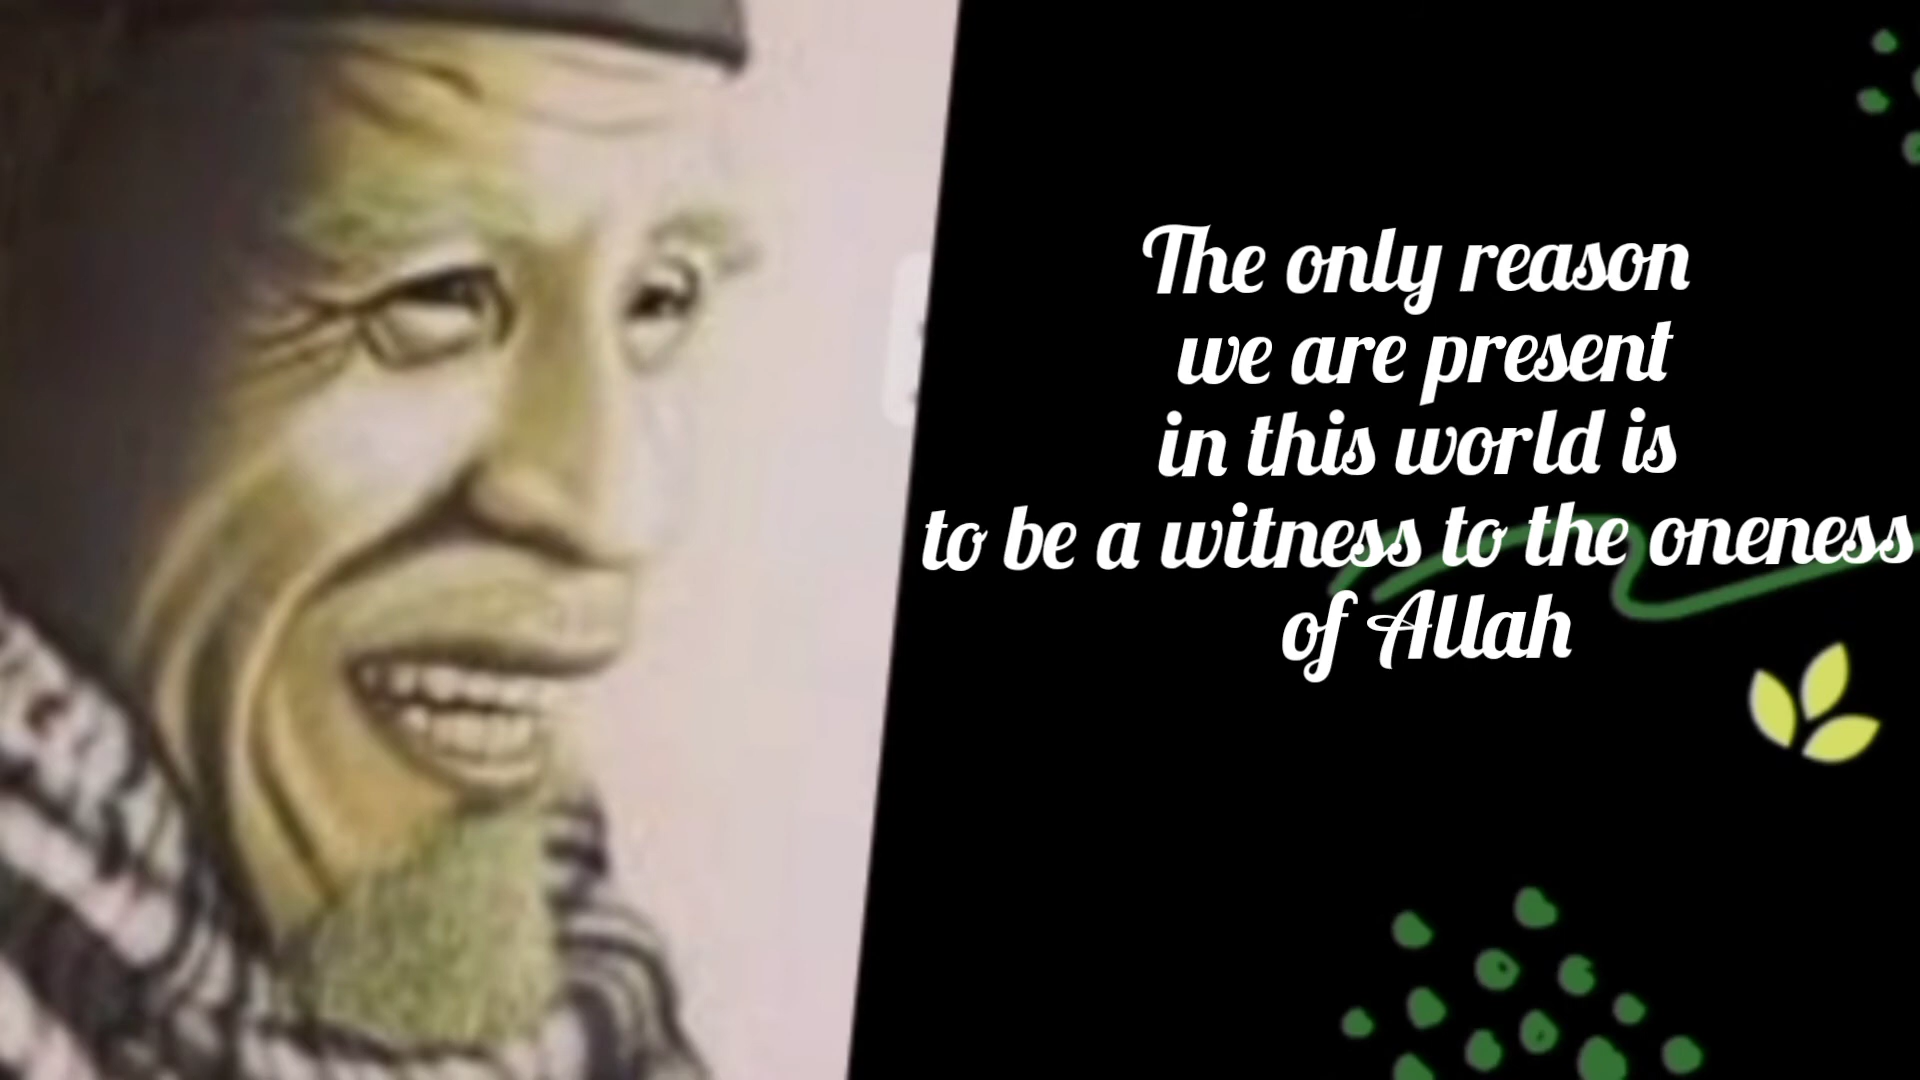 The only reason
we are present
in this world is
to be a witness to the oneness
of Allah